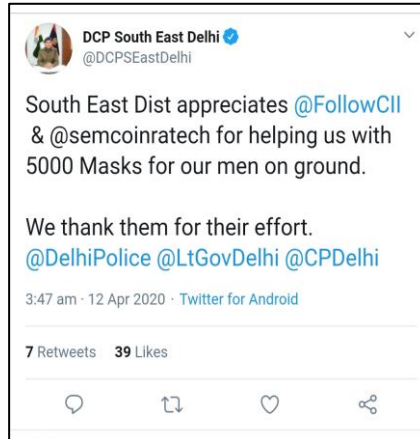 DCP South East Delhi
@DCPSEastDelhi
South East Dist appreciates @FollowCII
& @semcoinratech for helping us with
5000 Masks for our men on ground.
We thank them for their effort.
@DelhiPolice @LtGovDelhi @CPDelhi
3:47 am · 12 Apr 2020 · Twitter for Android
7 Retweets 39 Likes